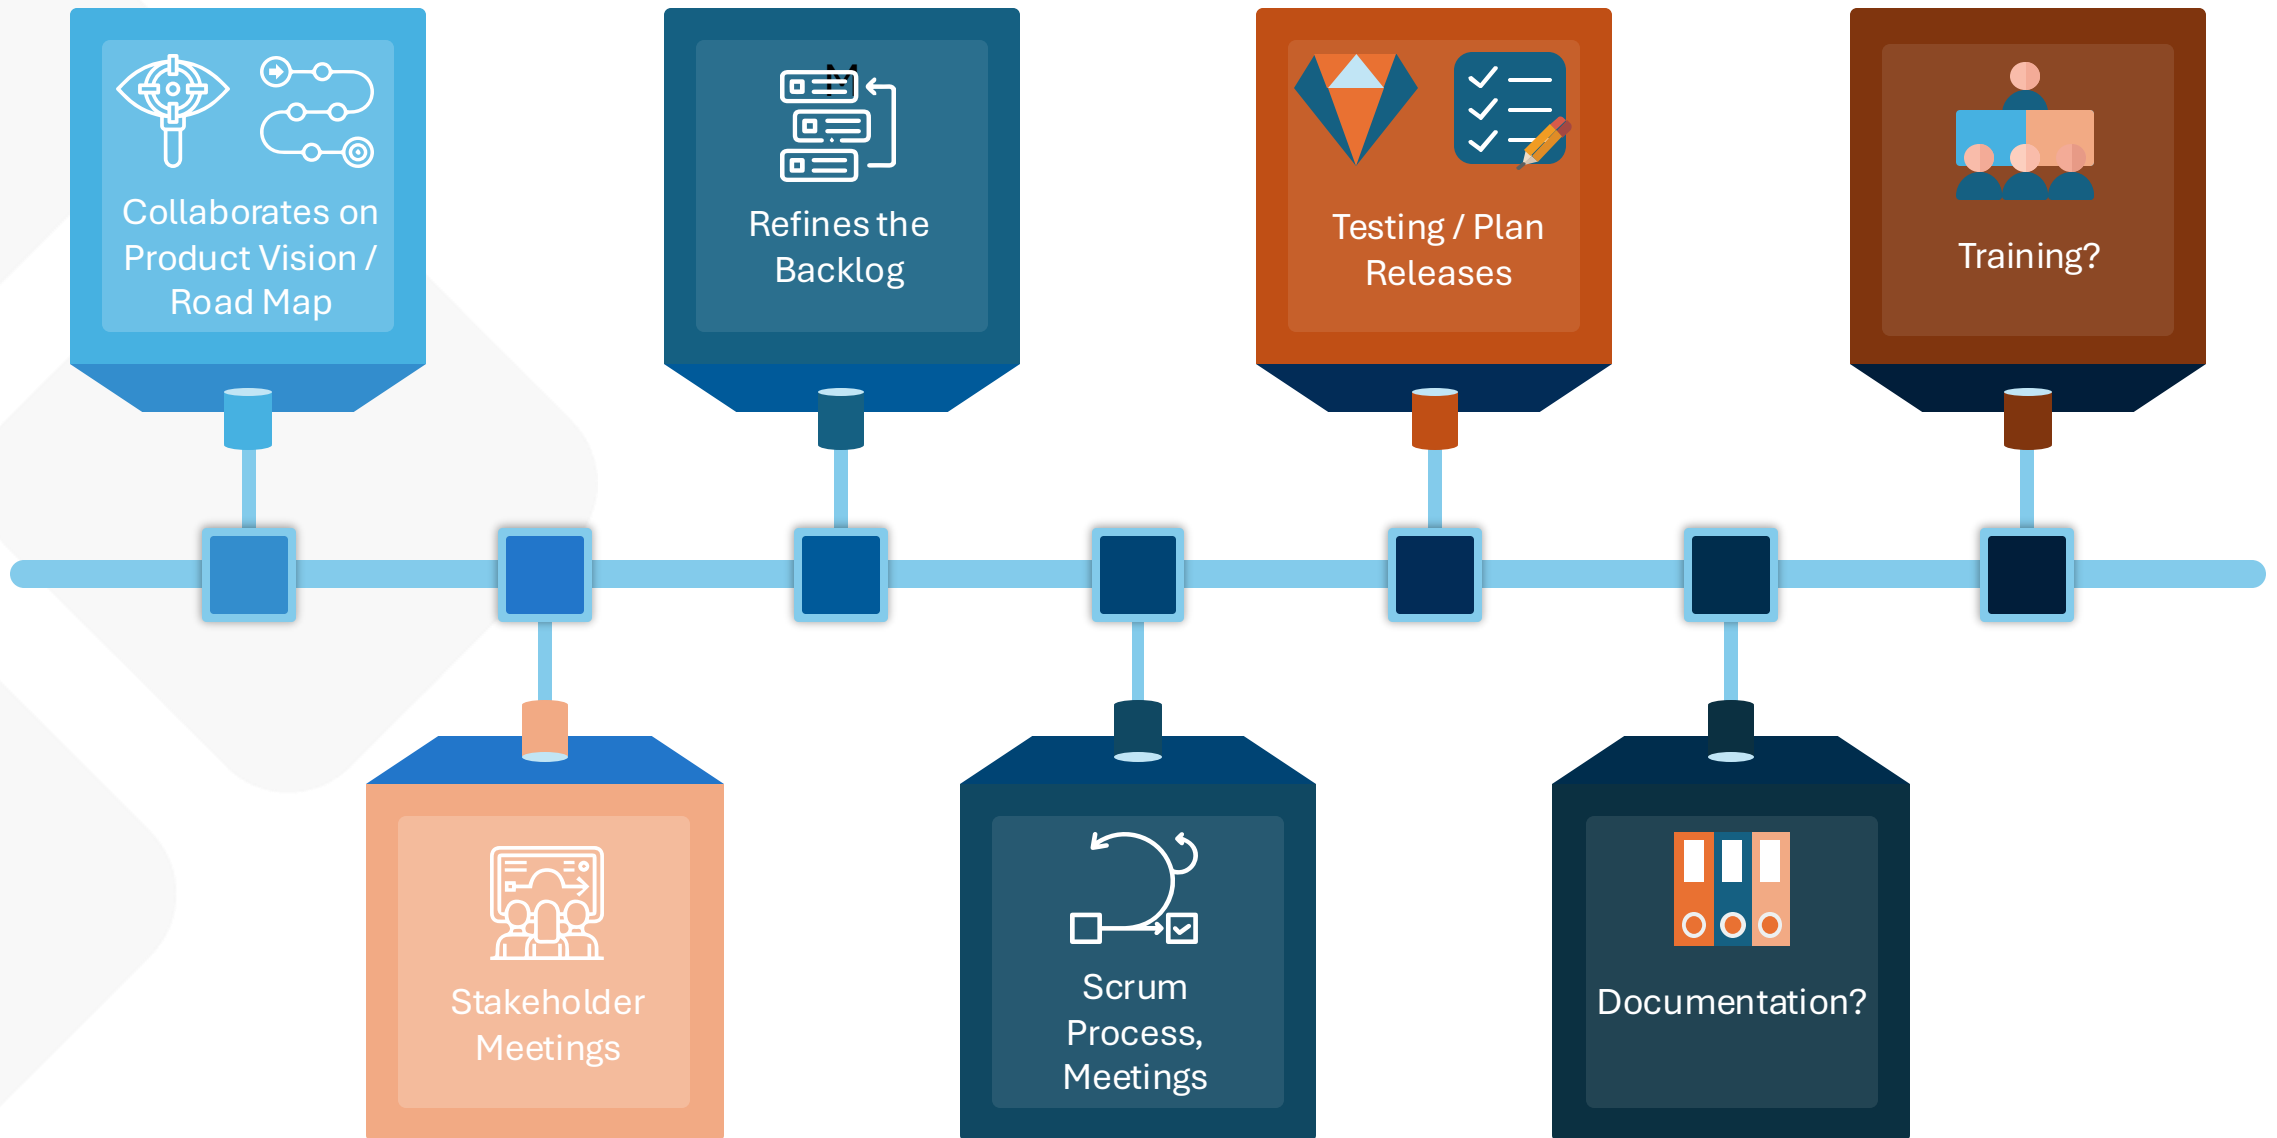 Collaborates on
Product Vision /
Road Map
Stakeholder
Meetings
M
Refines the
Backlog
Scrum
Process,
Meetings
Testing / Plan
Releases
Documentation?
Training?